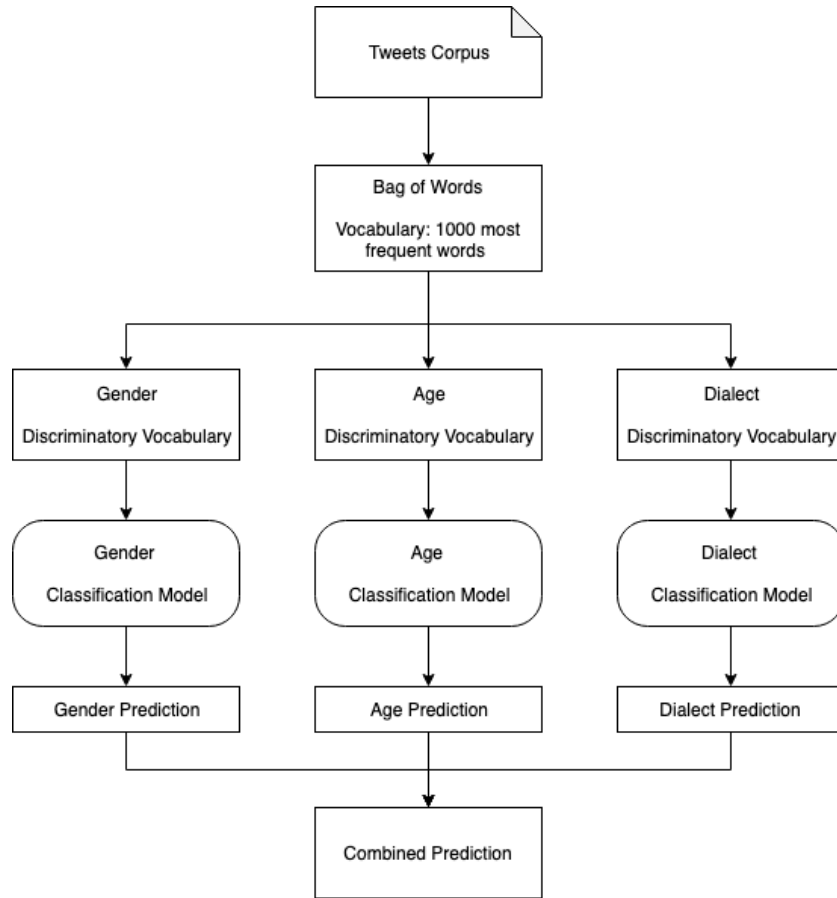 Tweets Corpus
Bag of Words
Vocabulary: 1000 most
frequent words
Gender
Discriminatory Vocabulary
Age
Discriminatory Vocabulary
Dialect
Discriminatory Vocabulary
Gender
Classification Model
Age
Classification Model
Dialect
Classification Model
Gender Prediction
Age Prediction
Dialect Prediction
Combined Prediction